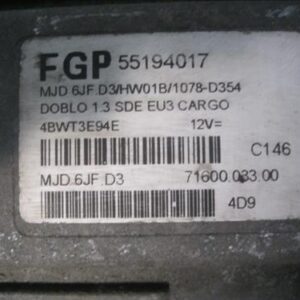 FGP 55194017
MJD 6JF.D3/HW01B/1078-D354
DOBLO 1.3 SDE EU3 CARGO
4BWT3E94E 12V=
C146
MJD.6JF.D3 71600.033.00
4D9